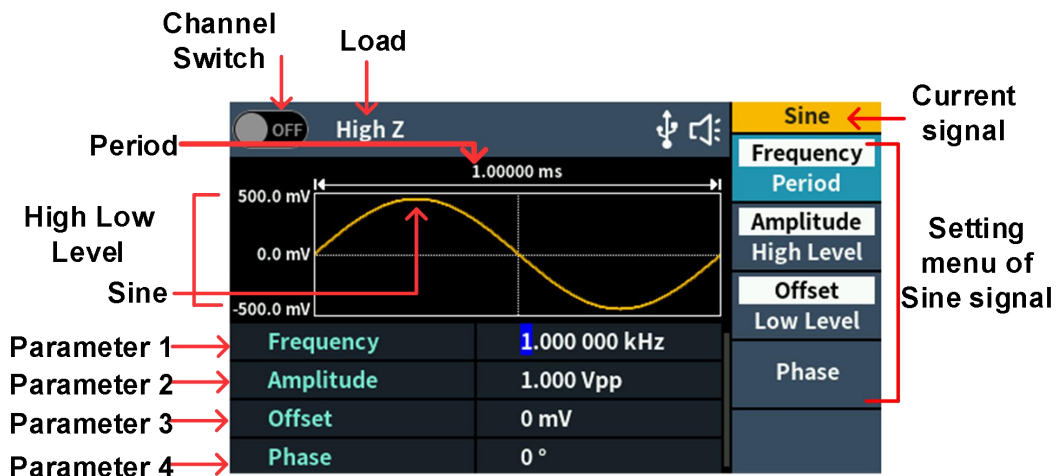 Channel
Switch
Load
Current
signal
OFF
High Z
Sine
Period
1.00000 ms
Frequency
Period
500.0 mV
High Low
Level
0.0 mV
Amplitude
High Level
Setting
menu of
Sine signal
Sine
-500.0 mV
Offset
Low Level
Parameter 1
Frequency
1.000 000 kHz
Phase
Parameter 2
Amplitude
1.000 Vpp
Parameter 3
Offset
0 mV
Parameter 4
Phase
0 °